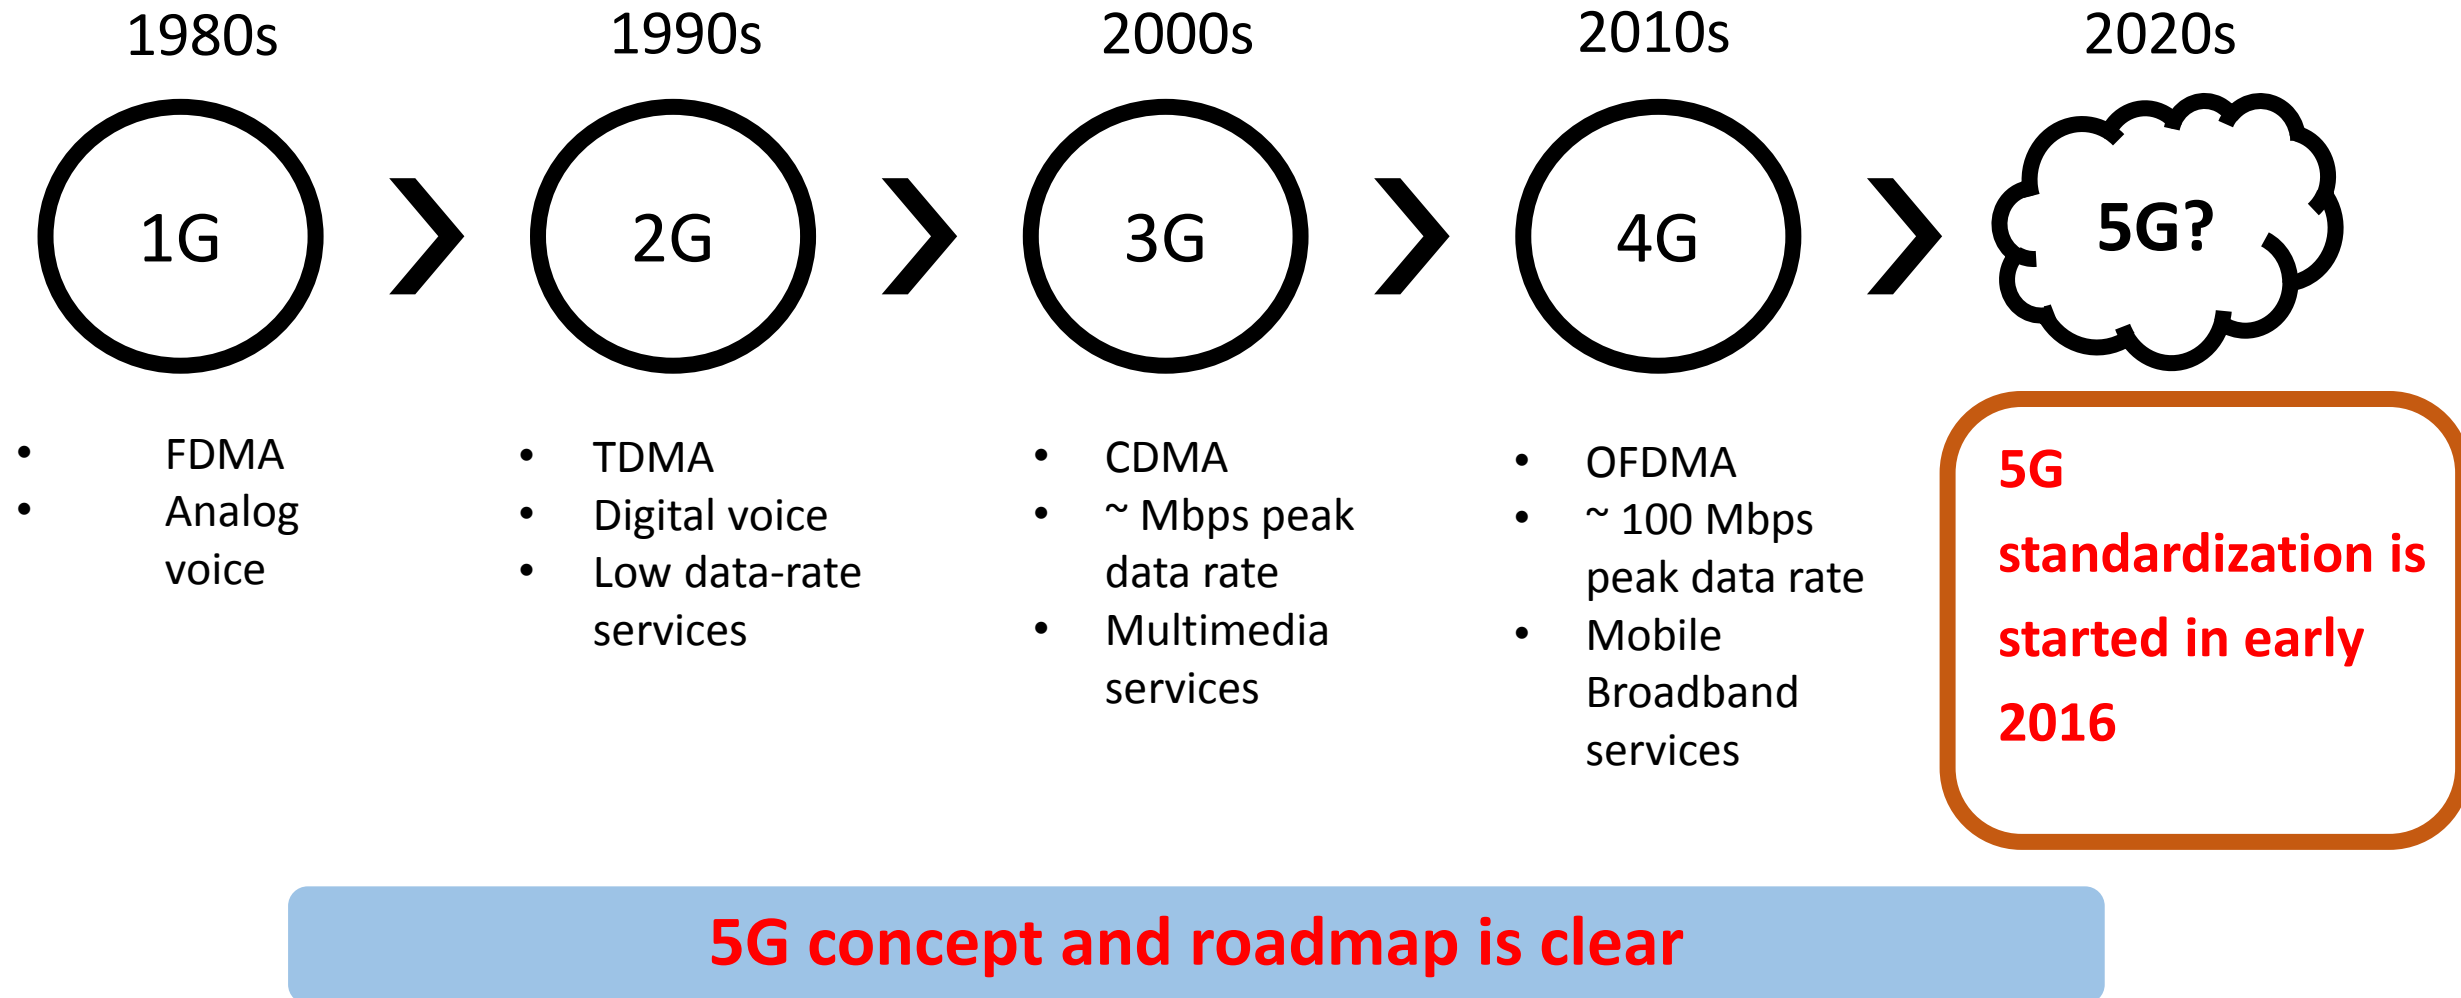 1980s
1990s
2000s
2010s
2020s
1G
2G
3G
4G
5G?
• FDMA
• Analog
voice
• TDMA
• Digital voice
• Low data-rate
services
• CDMA
• ~ Mbps peak
data rate
• Multimedia
services
• OFDMA
• ~ 100 Mbps
peak data rate
• Mobile
Broadband
services
5G
standardization is
started in early
2016
5G concept and roadmap is clear